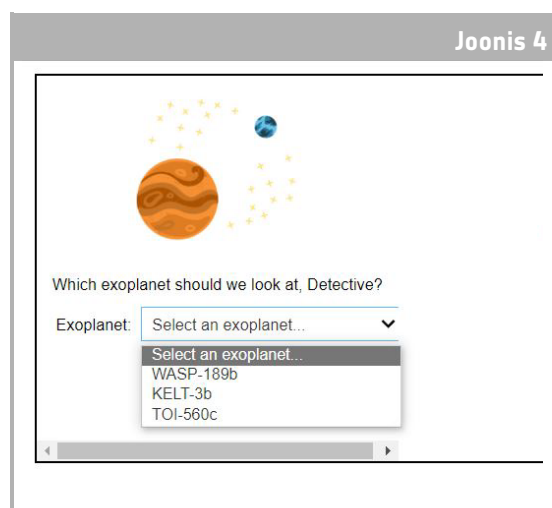 Joonis 4
Which exoplanet should we look at, Detective?
Exoplanet: Select an exoplanet...
Select an exoplanet...
WASP-189b
KELT-3b
TOI-560c